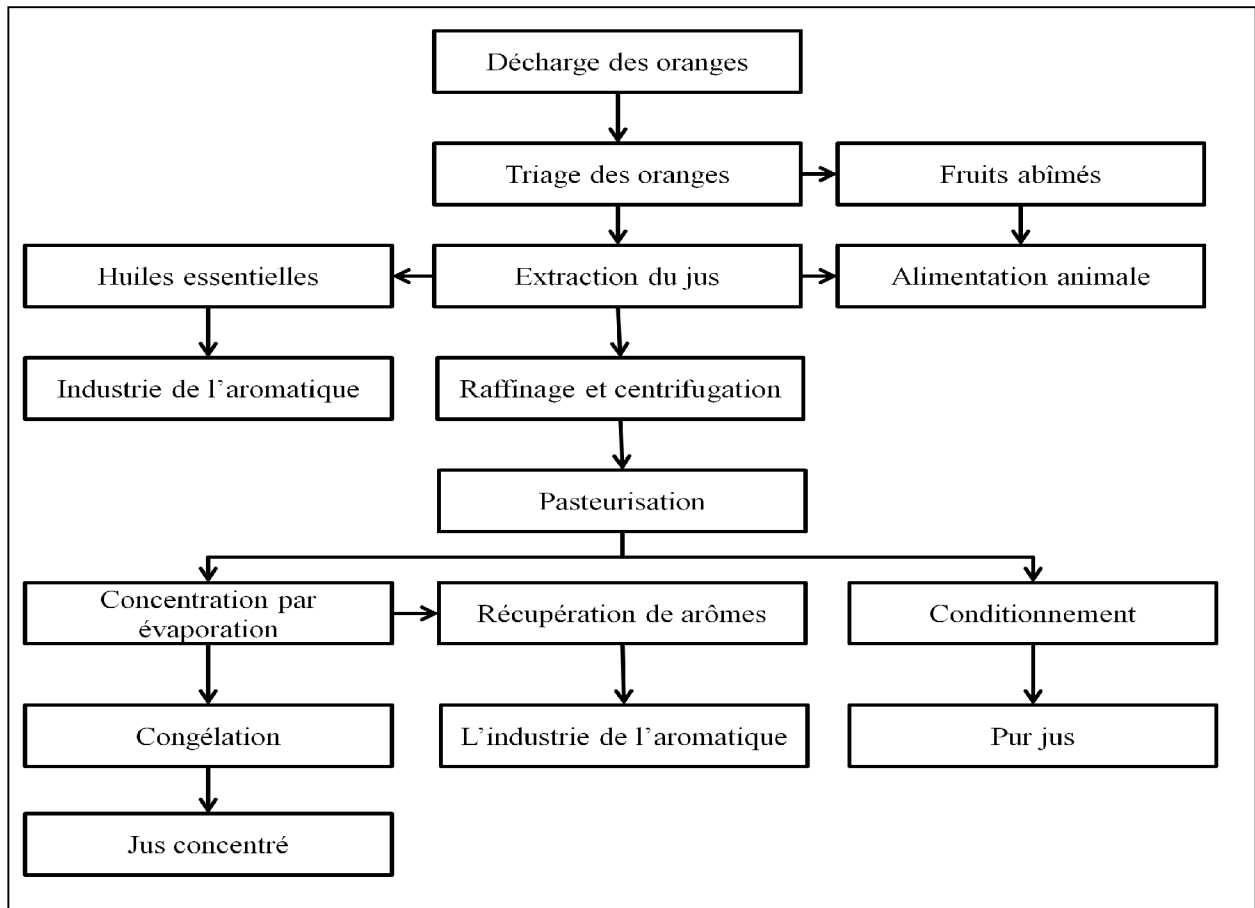 Décharge des oranges
Triage des oranges
Fruits abîmés
Huiles essentielles
Extraction du jus
Alimentation animale
Industrie de l’aromatique
Raffinage et centrifugation
Pasteurisation
Concentration par
évaporation
Récupération de arômes
Conditionnement
Congélation
L’industrie de l’aromatique
Pur jus
Jus concentré